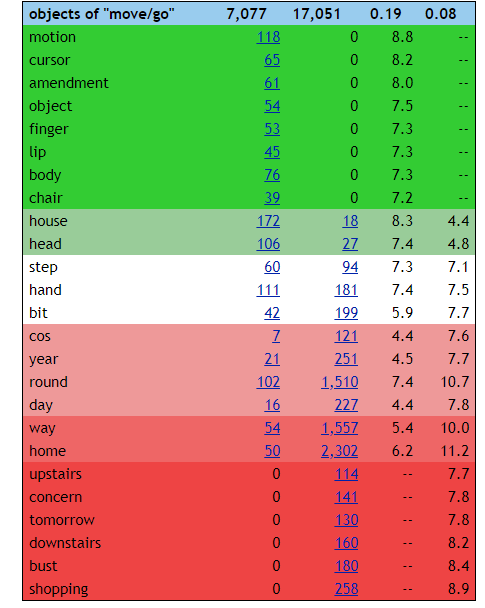 objects of "move/go" 7,077 17,051 0.19 0.08
motion 118 0 8.8 --
cursor 65 0 8.2 --
amendment 61 0 8.0 --
object 54 0 7.5 --
finger 53 0 7.3 --
lip 45 0 7.3 --
body 76 0 7.3 --
chair 39 0 7.2 --
house 172 18 8.3 4.4
head 106 27 7.4 4.8
step 60 94 7.3 7.1
hand 111 181 7.4 7.5
bit 42 199 5.9 7.7
cos 7 121 4.4 7.6
year 21 251 4.5 7.7
round 102 1,510 7.4 10.7
day 16 227 4.4 7.8
way 54 1,557 5.4 10.0
home 50 2,302 6.2 11.2
upstairs 0 114 -- 7.7
concern 0 141 -- 7.8
tomorrow 0 130 -- 7.8
downstairs 0 160 -- 8.2
bust 0 180 -- 8.4
shopping 0 258 -- 8.9